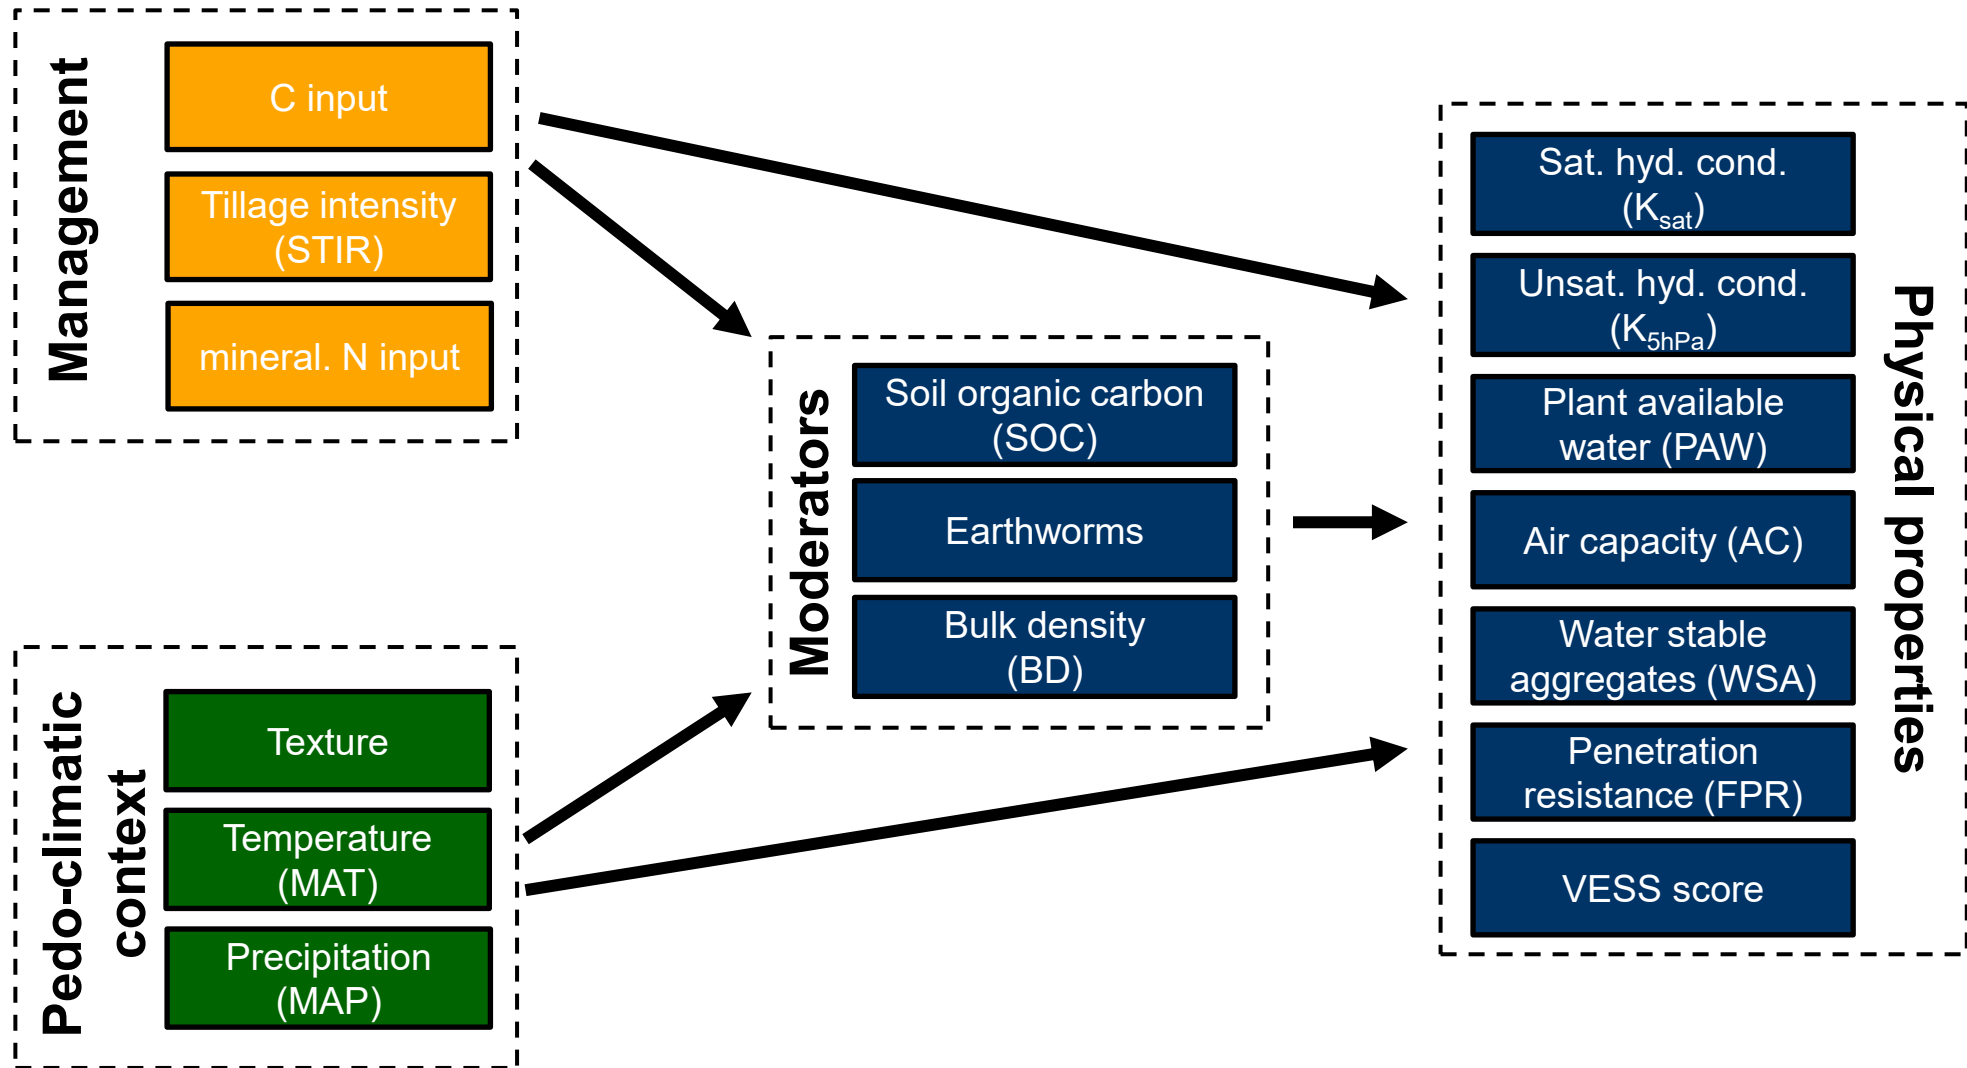 Management
C input
Tillage intensity
(STIR)
mineral. N input
Pedo-climatic
context
Texture
Temperature
(MAT)
Precipitation
(MAP)
Moderators
Soil organic carbon
(SOC)
Earthworms
Bulk density
(BD)
Physical properties
Sat. hyd. cond.
(Ksat)
Unsat. hyd. cond.
(K5hPa)
Plant available
water (PAW)
Air capacity (AC)
Water stable
aggregates (WSA)
Penetration
resistance (FPR)
VESS score